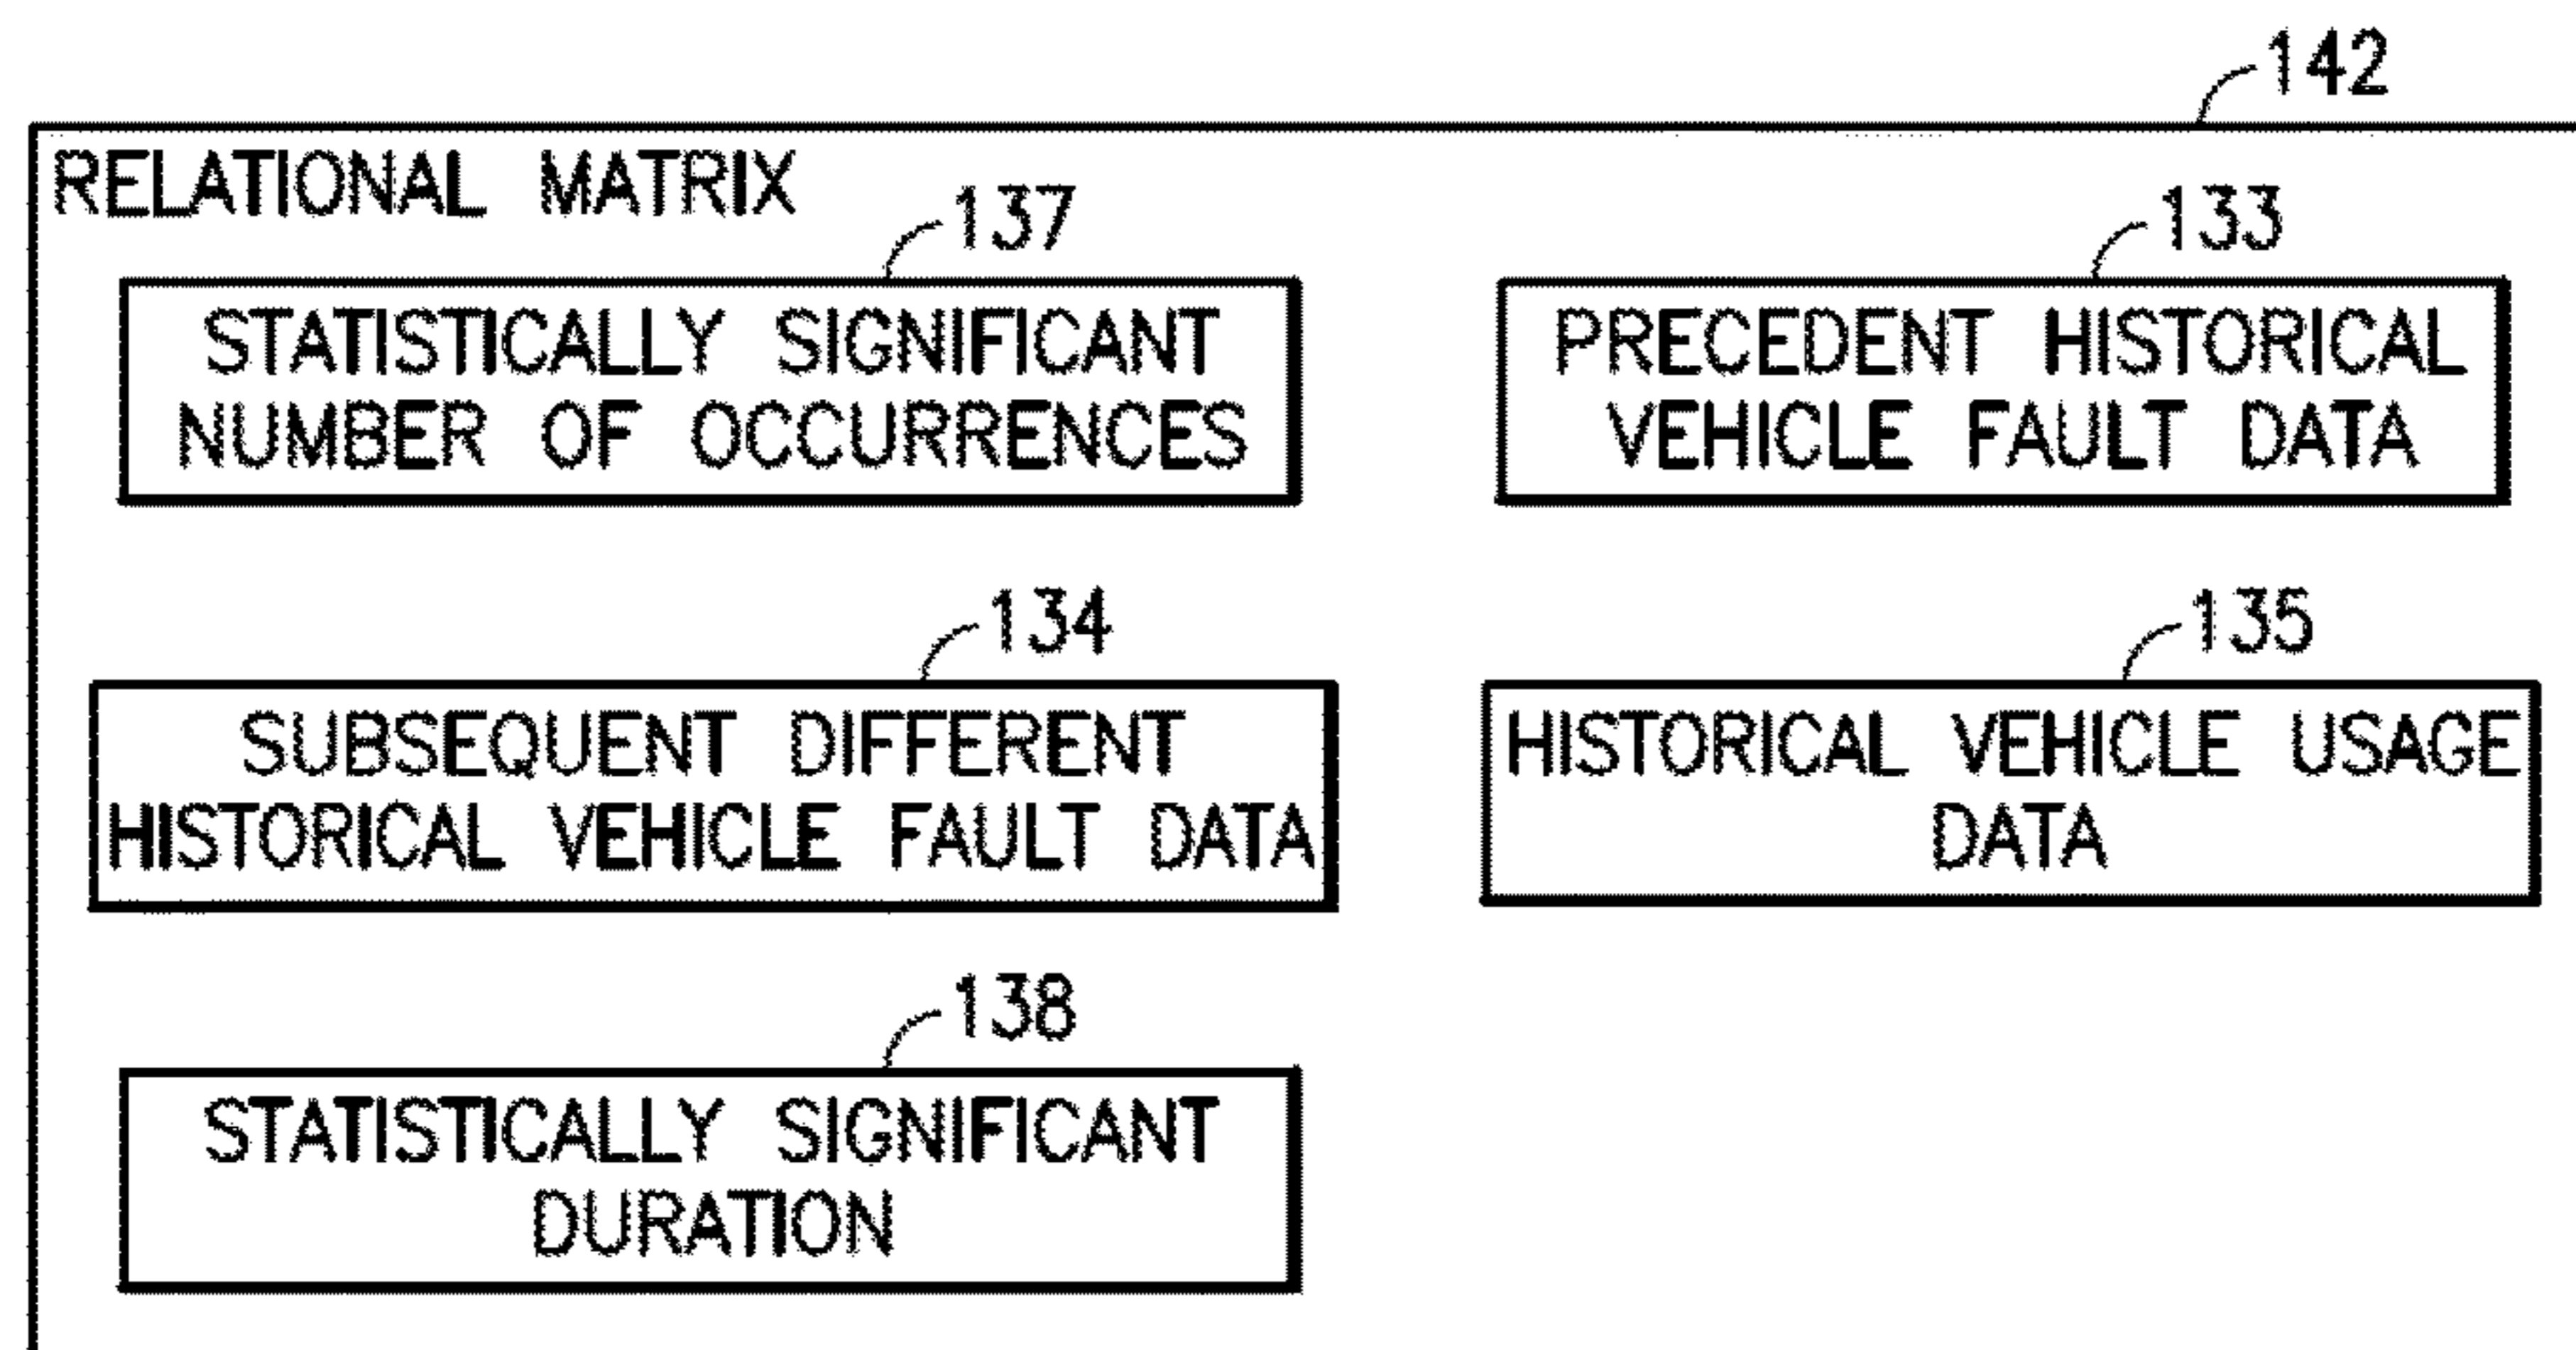 142
RELATIONAL MATRIX
137
STATISTICALLY SIGNIFICANT
NUMBER OF OCCURRENCES
133
PRECEDENT HISTORICAL
VEHICLE FAULT DATA
134
SUBSEQUENT DIFFERENT
HISTORICAL VEHICLE FAULT DATA
135
HISTORICAL VEHICLE USAGE
DATA
138
STATISTICALLY SIGNIFICANT
DURATION